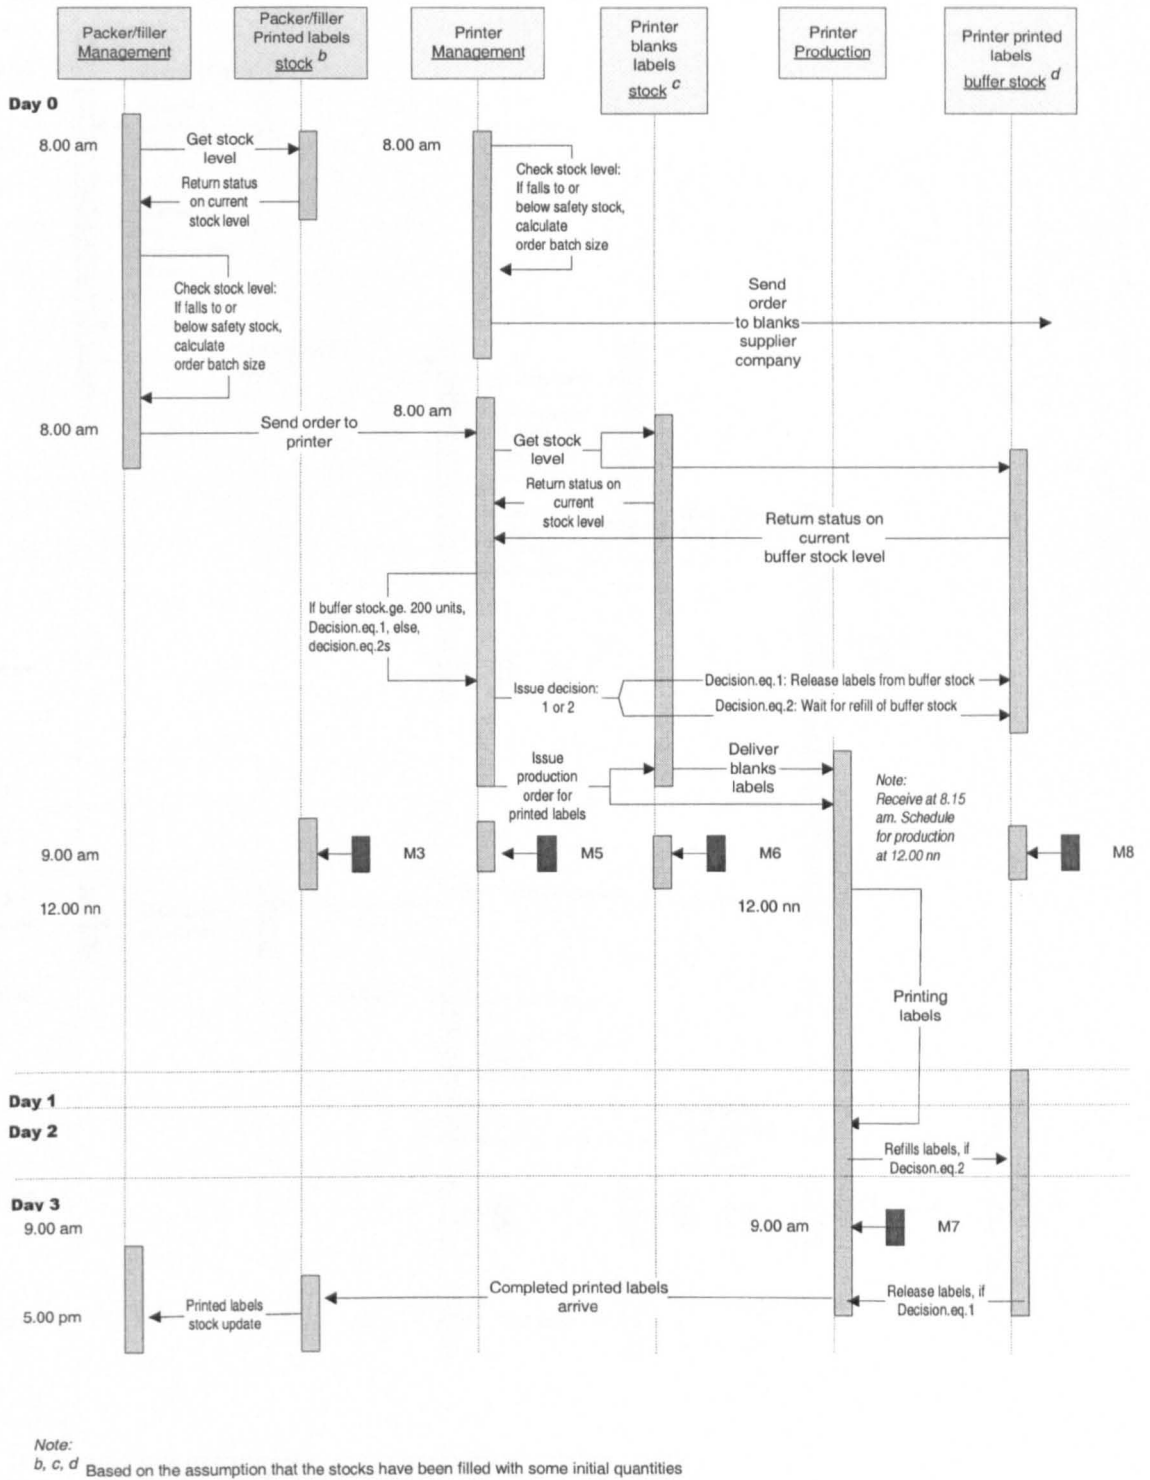 Packer/filler
Management
Packer/filler
Printed labels
stock b
Printer
Management
Printer
blanks
labels
stock c
Printer
Production
Printer printed
labels
buffer stock d
Day 0
8.00 am
Get stock
level
Return status
on current
stock level
8.00 am
Check stock level:
If falls to or
below safety stock,
calculate
order batch size
Check stock level:
If falls to or
below safety stock,
calculate
order batch size
Send
order
to blanks
supplier
company
8.00 am
Send order to
printer
8.00 am
Get stock
level
Return status on
current
stock level
Return status on
current
buffer stock level
If buffer stock.ge. 200 units,
Decision.eq.1, else,
decision.eq.2s
Issue decision:
1 or 2
Decision.eq.1: Release labels from buffer stock
Decision.eq.2: Wait for refill of buffer stock
Issue
production
order for
printed labels
Deliver
blanks
labels
Note:
Receive at 8.15
am. Schedule
for production
at 12.00 nn
9.00 am
M3
M5
M6
M8
12.00 nn
12.00 nn
Printing
labels
Day 1
Day 2
Refills labels, if
Decison.eq.2
Day 3
9.00 am
9.00 am
M7
Completed printed labels
arrive
Release labels, if
Decision.eq.1
5.00 pm
Printed labels
stock update
Note:
b, c, d Based on the assumption that the stocks have been filled with some initial quantities